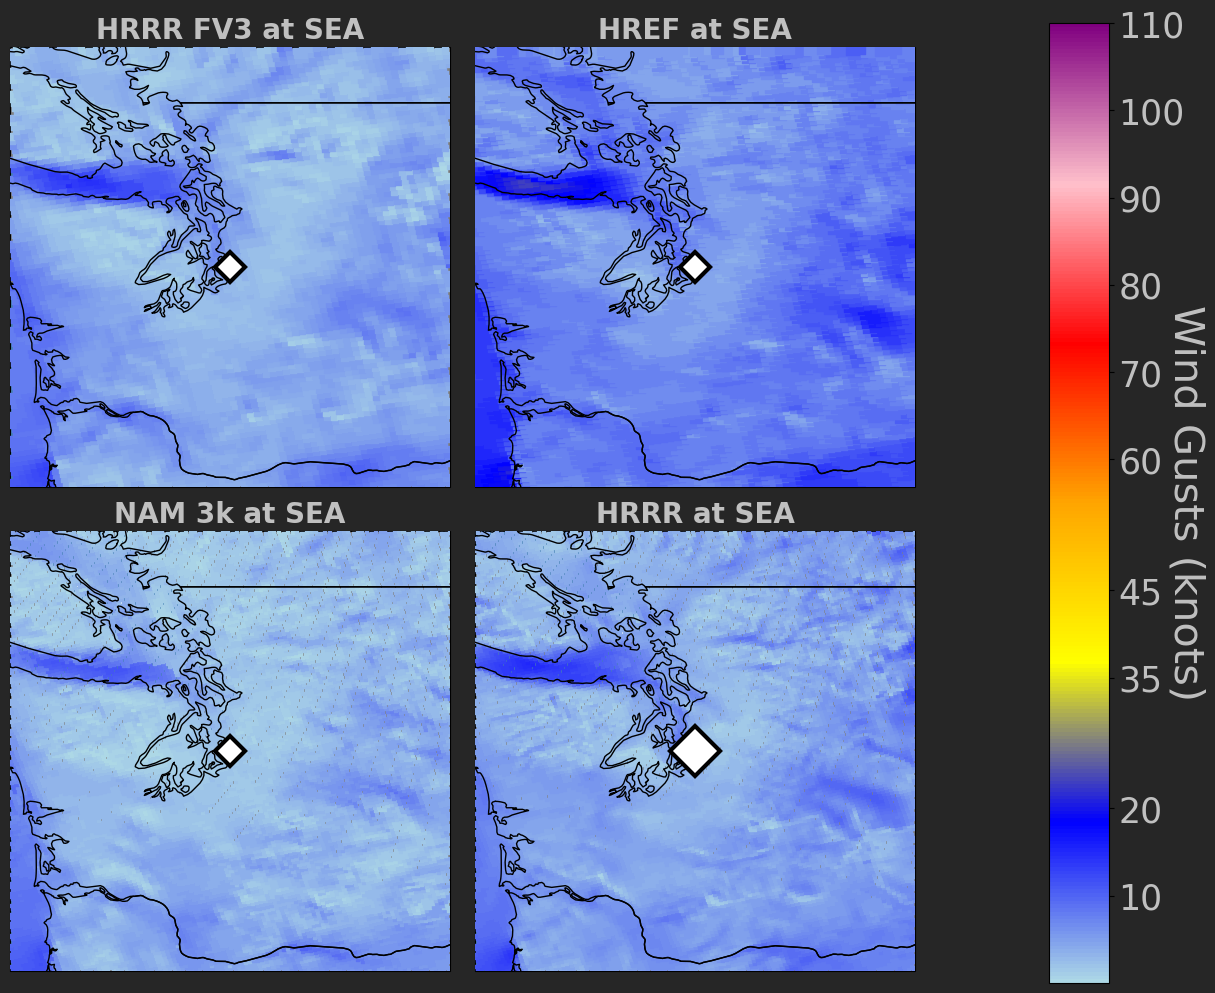 HRRR FV3 at SEA
HREF at SEA
NAM 3k at SEA
HRRR at SEA
110
100
90
80
70
60
45
35
20
10
Wind Gusts (knots)